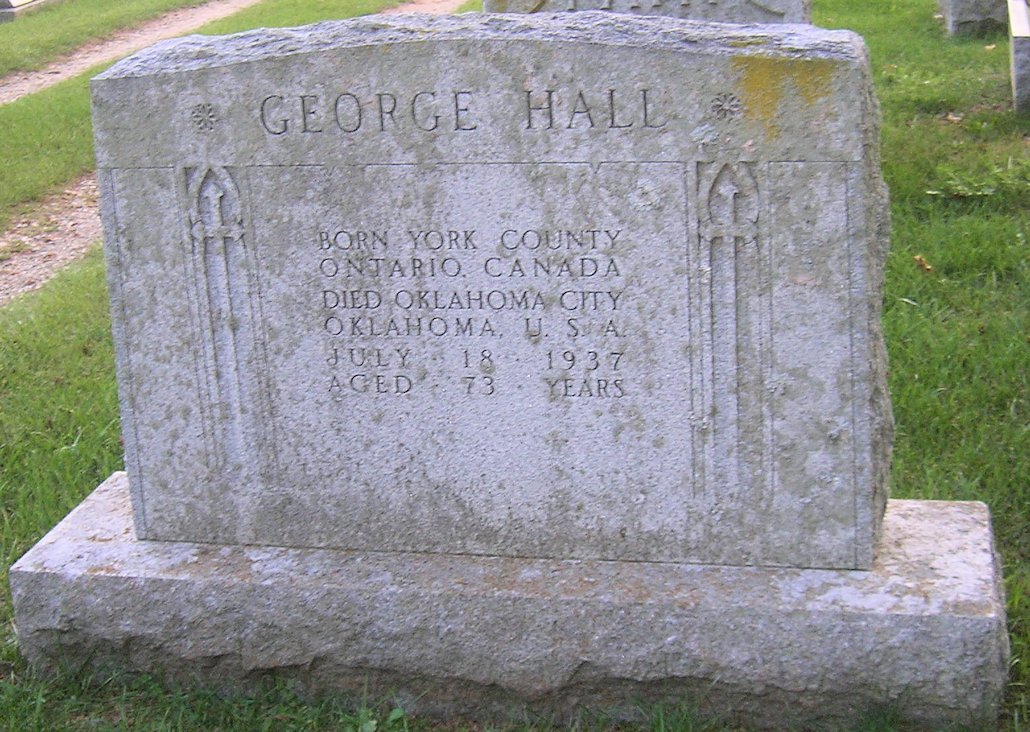 GEORGE HALL
BORN YORK COUNTY
ONTARIO, CANADA
DIED OKLAHOMA CITY
OKLAHOMA, U. S. A.
JULY · 18 · 1937
AGED · 73 · YEARS